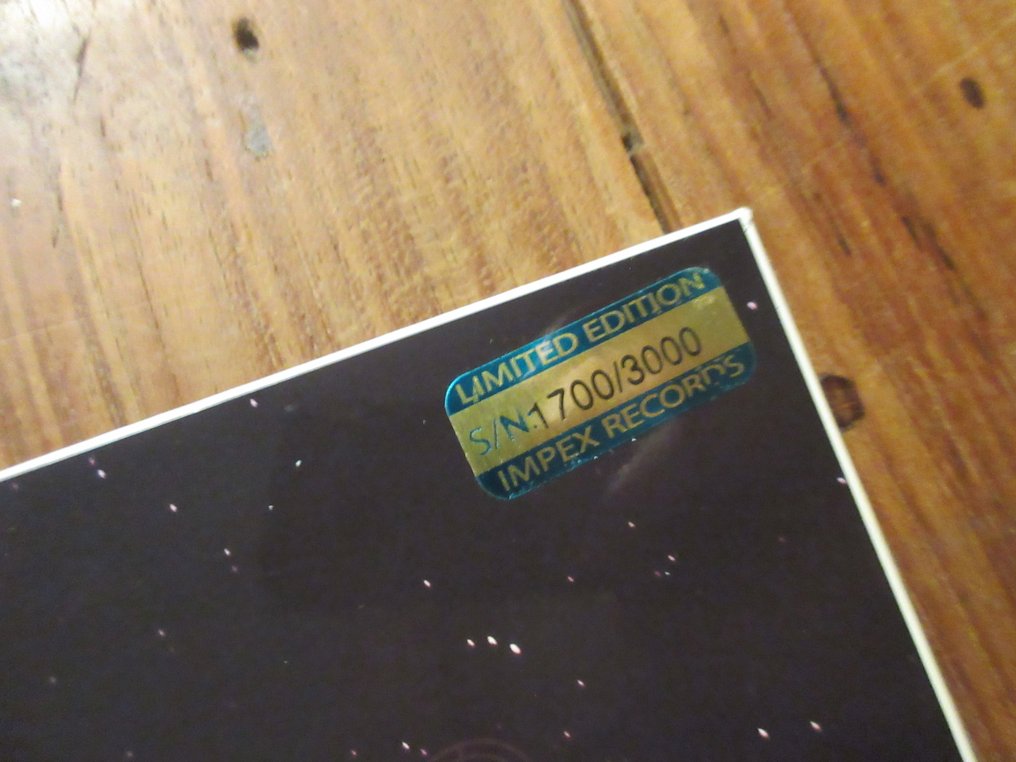 LIMITED EDITION
S/N:1700/3000
IMPEX RECORDS